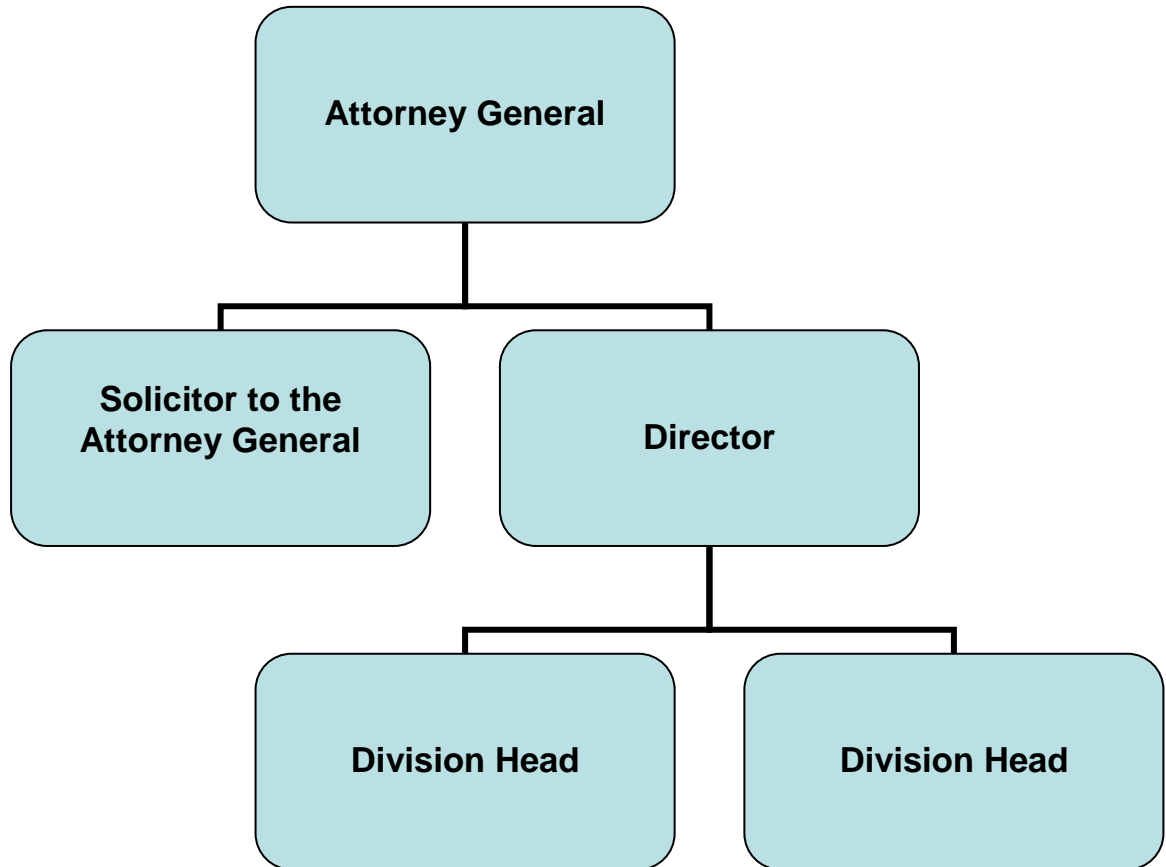 Attorney General
Solicitor to the
Attorney General
Director
Division Head
Division Head